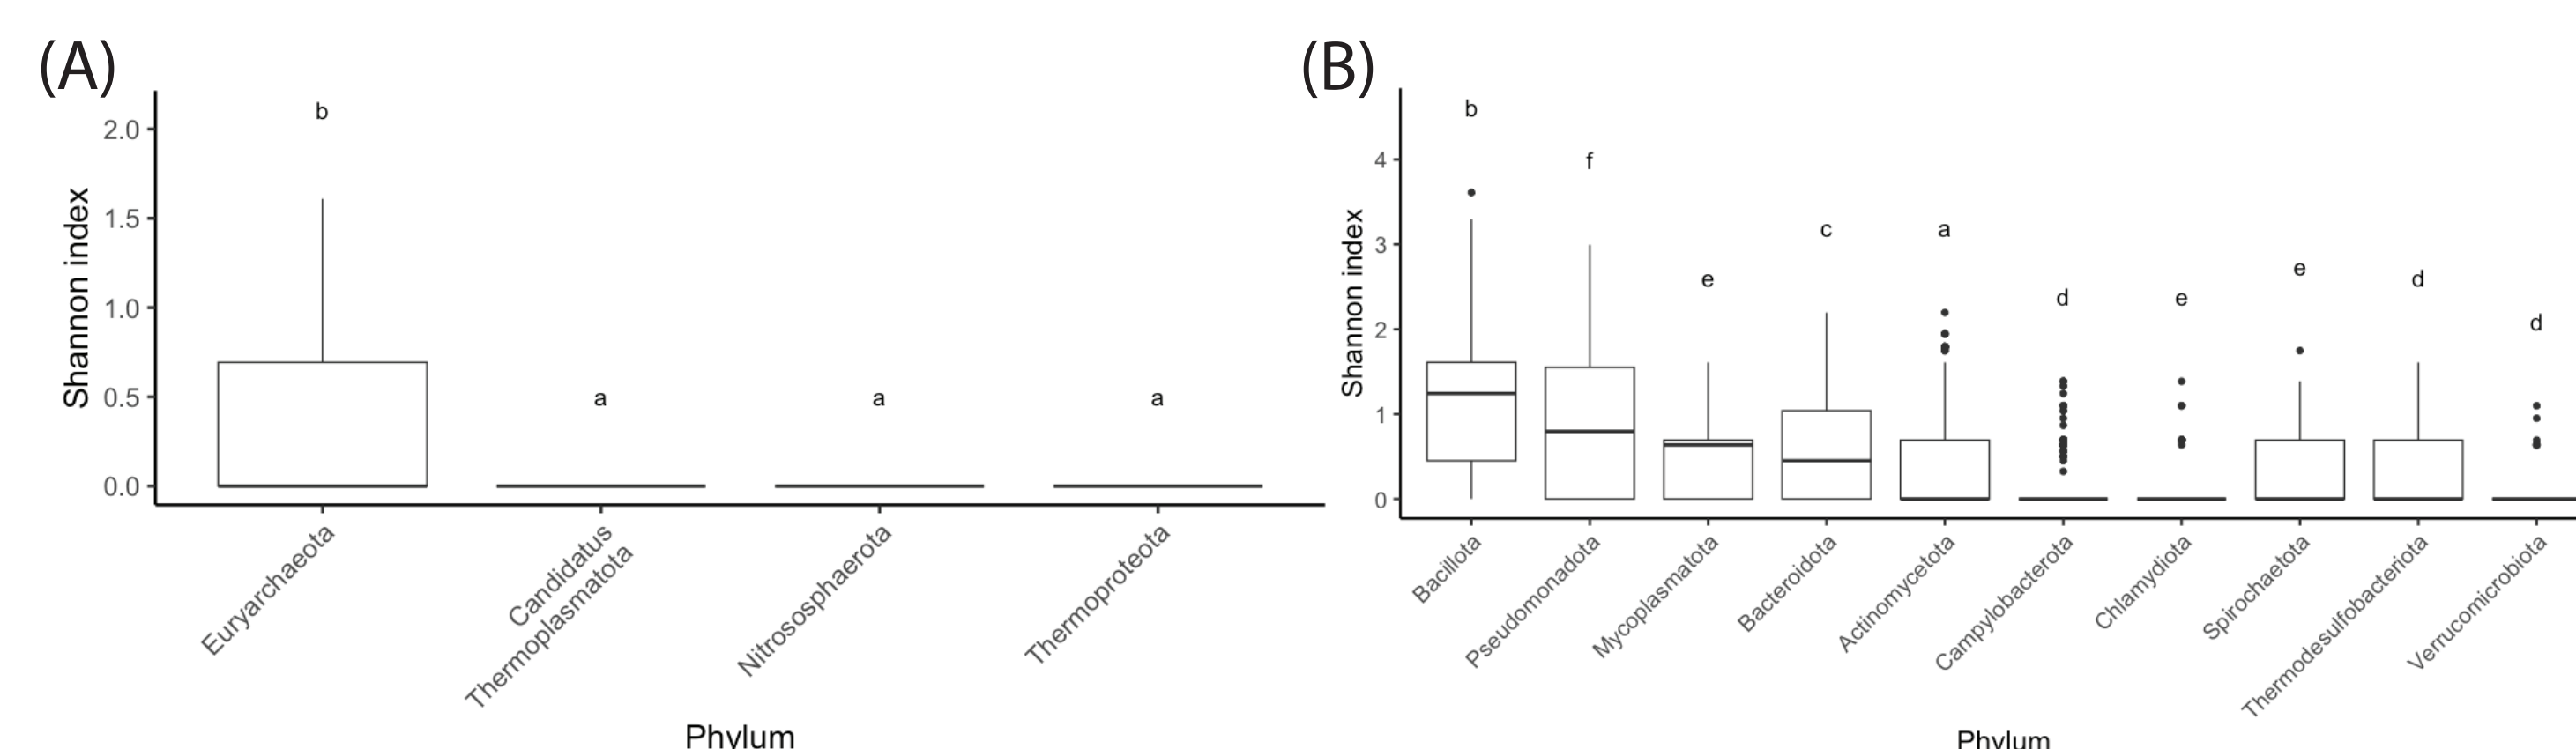 (A)
b
2.0
1.5
1.0
0.5
0.0
Shannon index
a
a
a
Euryarchaeota
Candidatus
Thermoplasmatota
Nitrososphaerota
Thermoproteota
Phylum
(B)
b
f
e
c
a
d
e
e
d
d
4
3
2
1
0
Shannon index
Bacillota
Pseudomonadota
Mycoplasmatota
Bacteroidota
Actinomycetota
Campylobacterota
Chlamydiota
Spirochaetota
Thermodesulfobacteriota
Verrucomicrobiota
Phylum